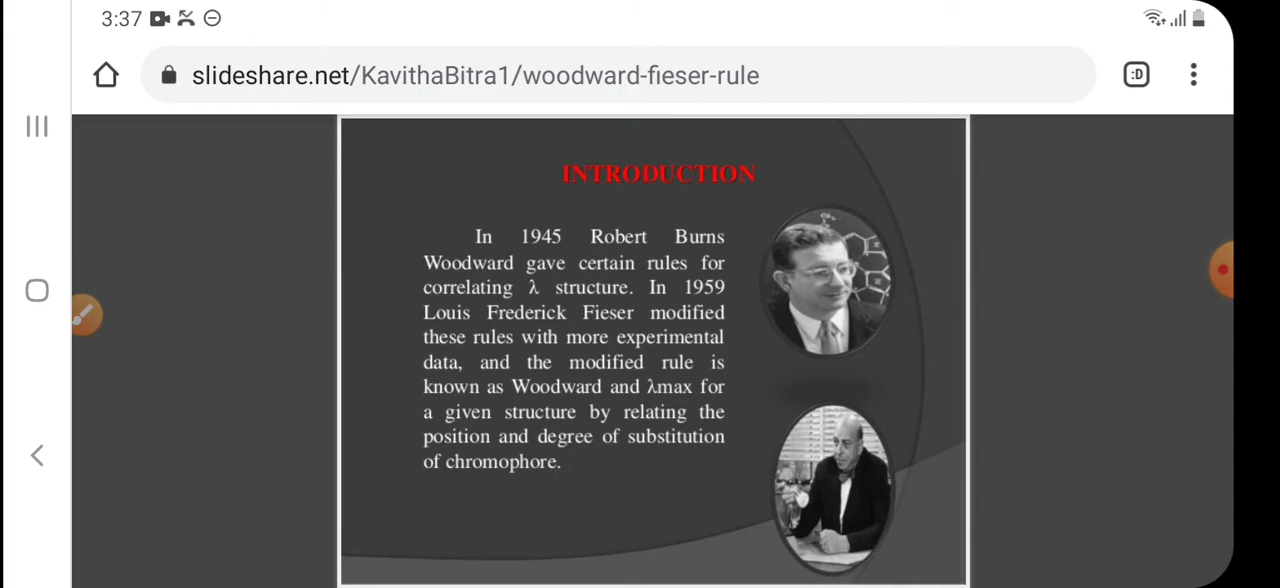 3:37
slideshare.net/KavithaBitra1/woodward-fieser-rule
:D
INTRODUCTION
In 1945 Robert Burns
Woodward gave certain rules for
correlating λ structure. In 1959
Louis Frederick Fieser modified
these rules with more experimental
data, and the modified rule is
known as Woodward and λmax for
a given structure by relating the
position and degree of substitution
of chromophore.